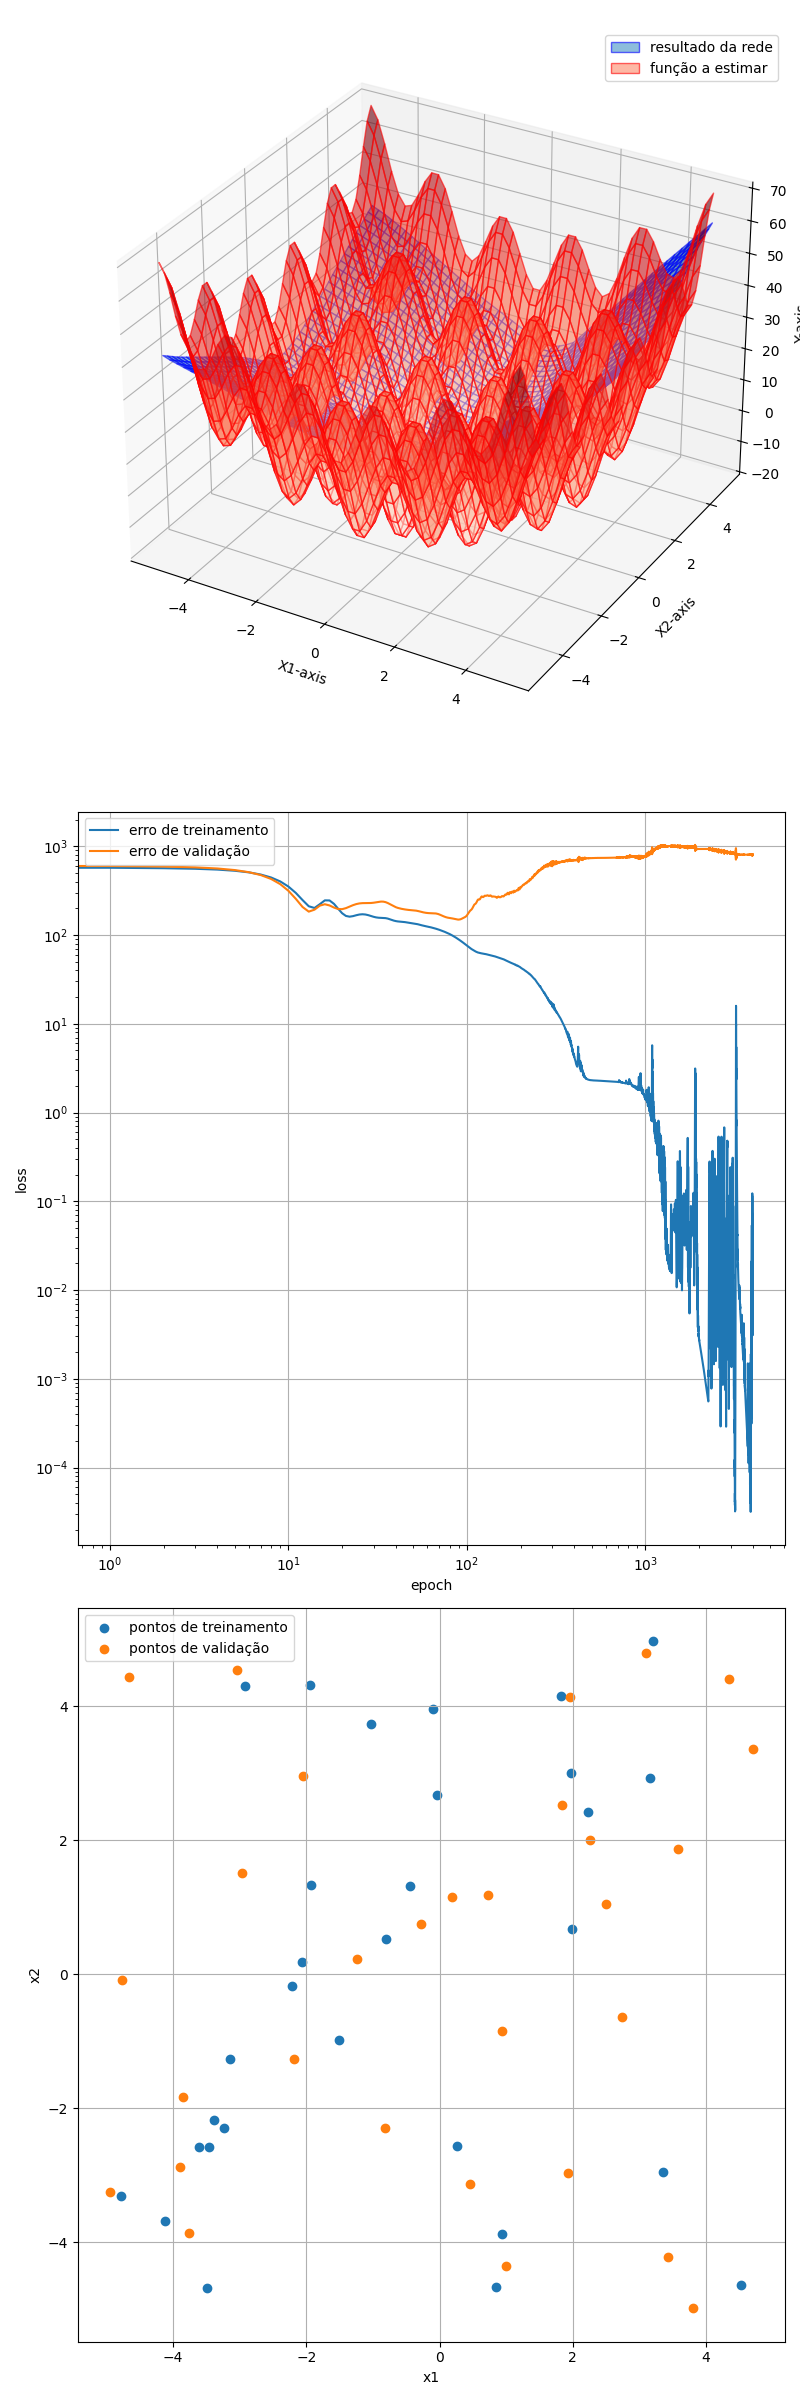 resultado da rede
função a estimar
70
60
50
40
30
20
10
0
−10
−20
4
2
0
−2
−4
X2-axis
−4
−2
0
2
4
X1-axis
erro de treinamento
erro de validação
10³
10²
10¹
10⁰
10⁻¹
10⁻²
10⁻³
10⁻⁴
loss
10⁰ 10¹ 10² 10³
epoch
pontos de treinamento
pontos de validação
4
2
0
−2
−4
x2
−4 −2 0 2 4
x1